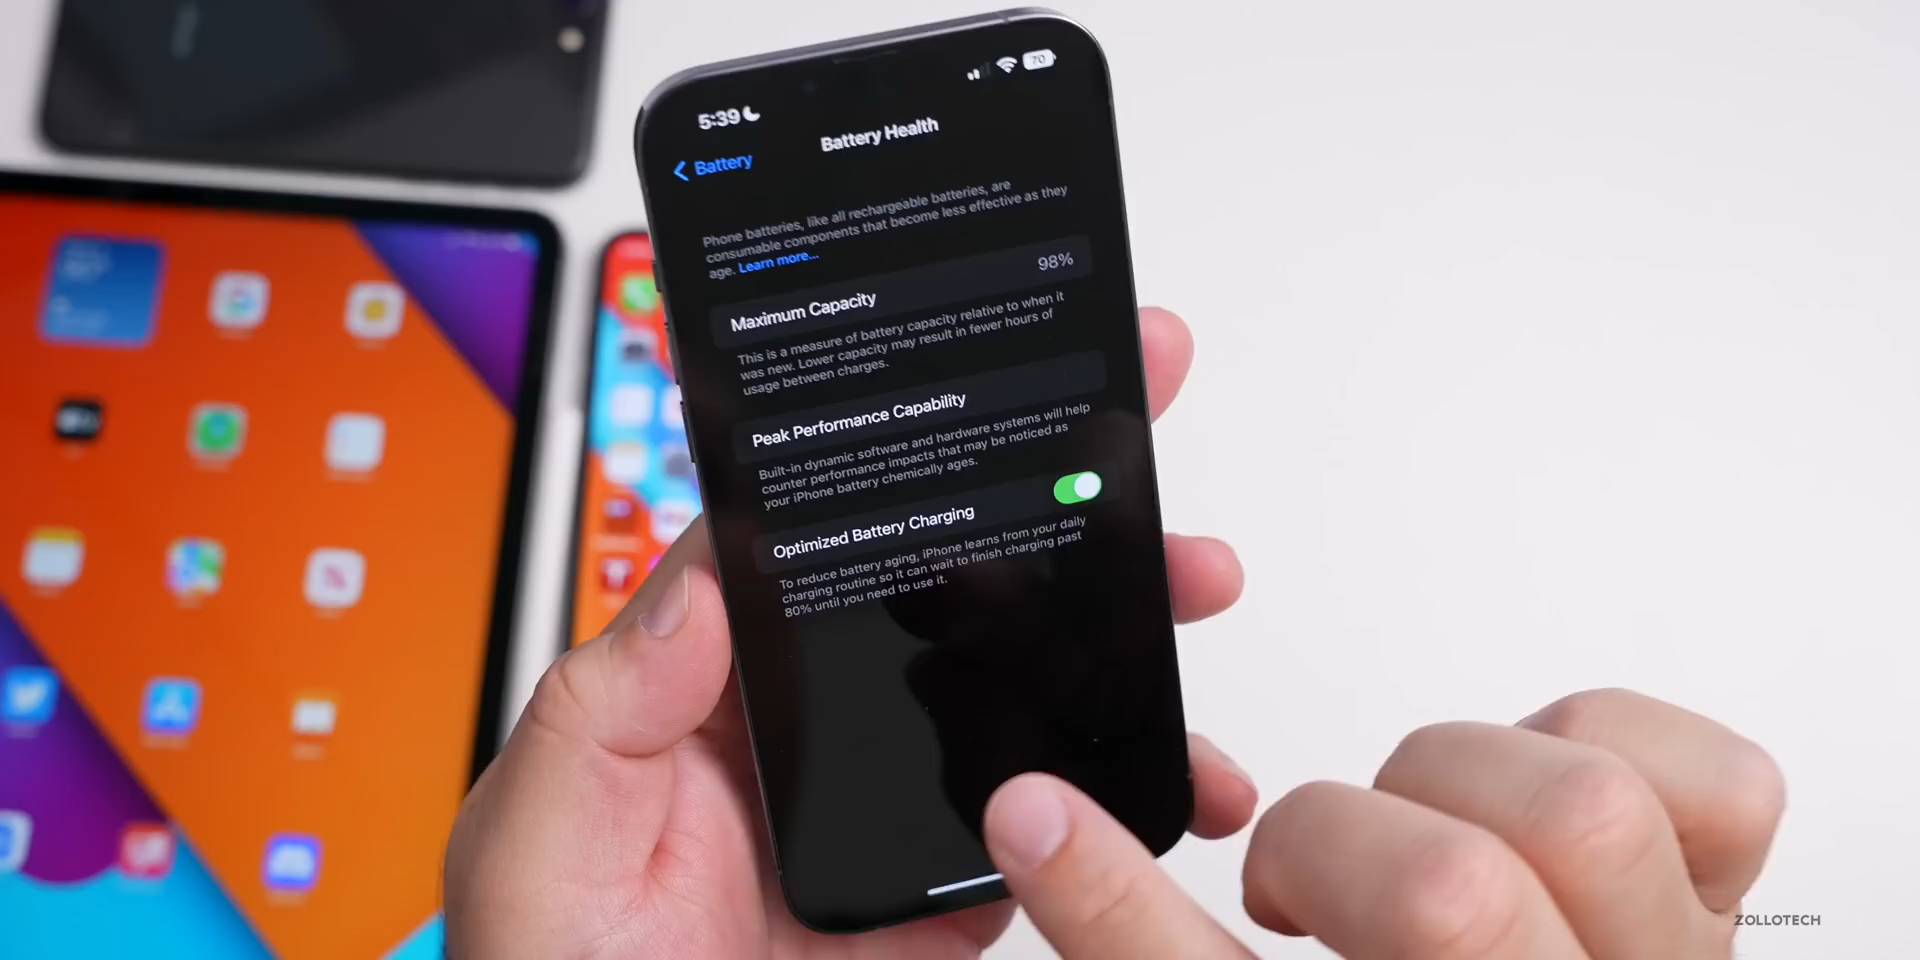 5:39
70
Battery
Battery Health
Phone batteries, like all rechargeable batteries, are
consumable components that become less effective as they
age. Learn more...
Maximum Capacity 98%
This is a measure of battery capacity relative to when it
was new. Lower capacity may result in fewer hours of
usage between charges.
Peak Performance Capability
Built-in dynamic software and hardware systems will help
counter performance impacts that may be noticed as
your iPhone battery chemically ages.
Optimized Battery Charging
To reduce battery aging, iPhone learns from your daily
charging routine so it can wait to finish charging past
80% until you need to use it.
ZOLLOTECH